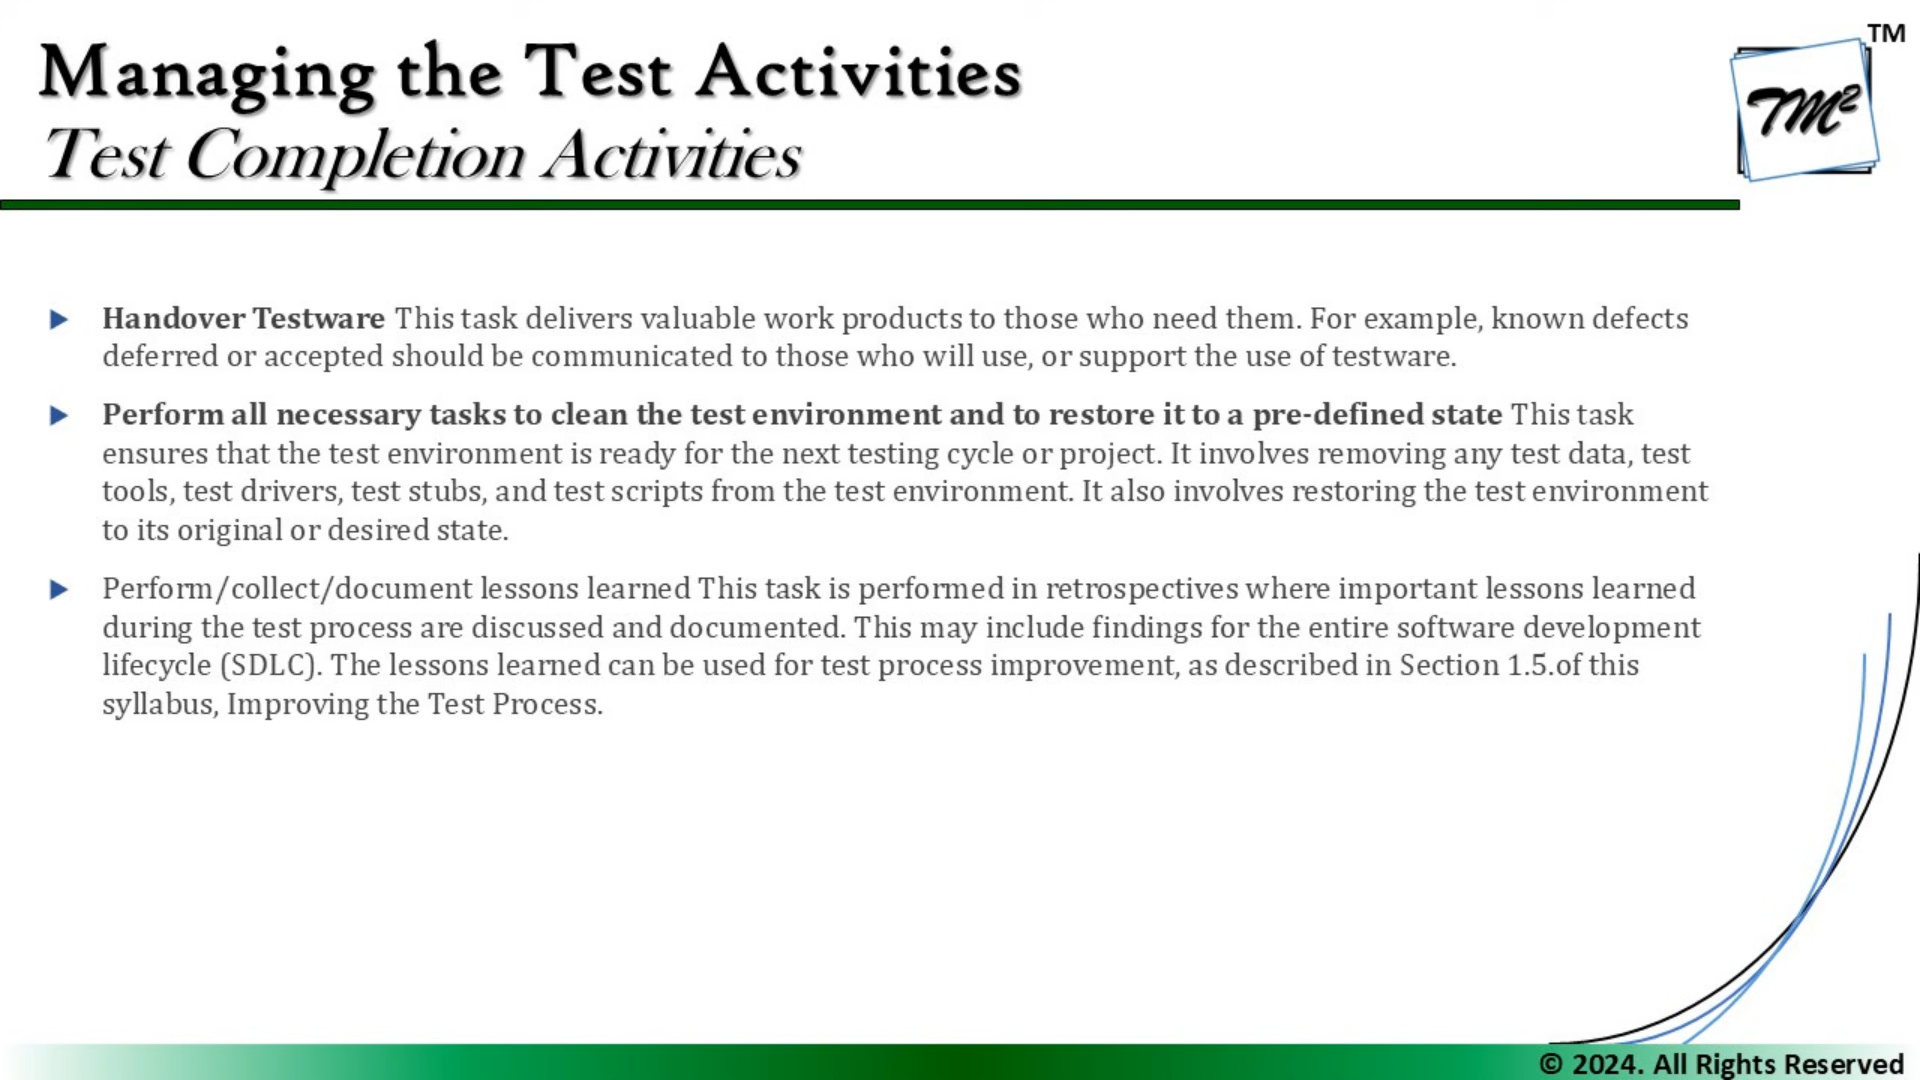 Managing the Test Activities
TM
Test Completion Activities
TM²
Handover Testware This task delivers valuable work products to those who need them. For example, known defects
deferred or accepted should be communicated to those who will use, or support the use of testware.
Perform all necessary tasks to clean the test environment and to restore it to a pre-defined state This task
ensures that the test environment is ready for the next testing cycle or project. It involves removing any test data, test
tools, test drivers, test stubs, and test scripts from the test environment. It also involves restoring the test environment
to its original or desired state.
Perform/collect/document lessons learned This task is performed in retrospectives where important lessons learned
during the test process are discussed and documented. This may include findings for the entire software development
lifecycle (SDLC). The lessons learned can be used for test process improvement, as described in Section 1.5.of this
syllabus, Improving the Test Process.
© 2024. All Rights Reserved